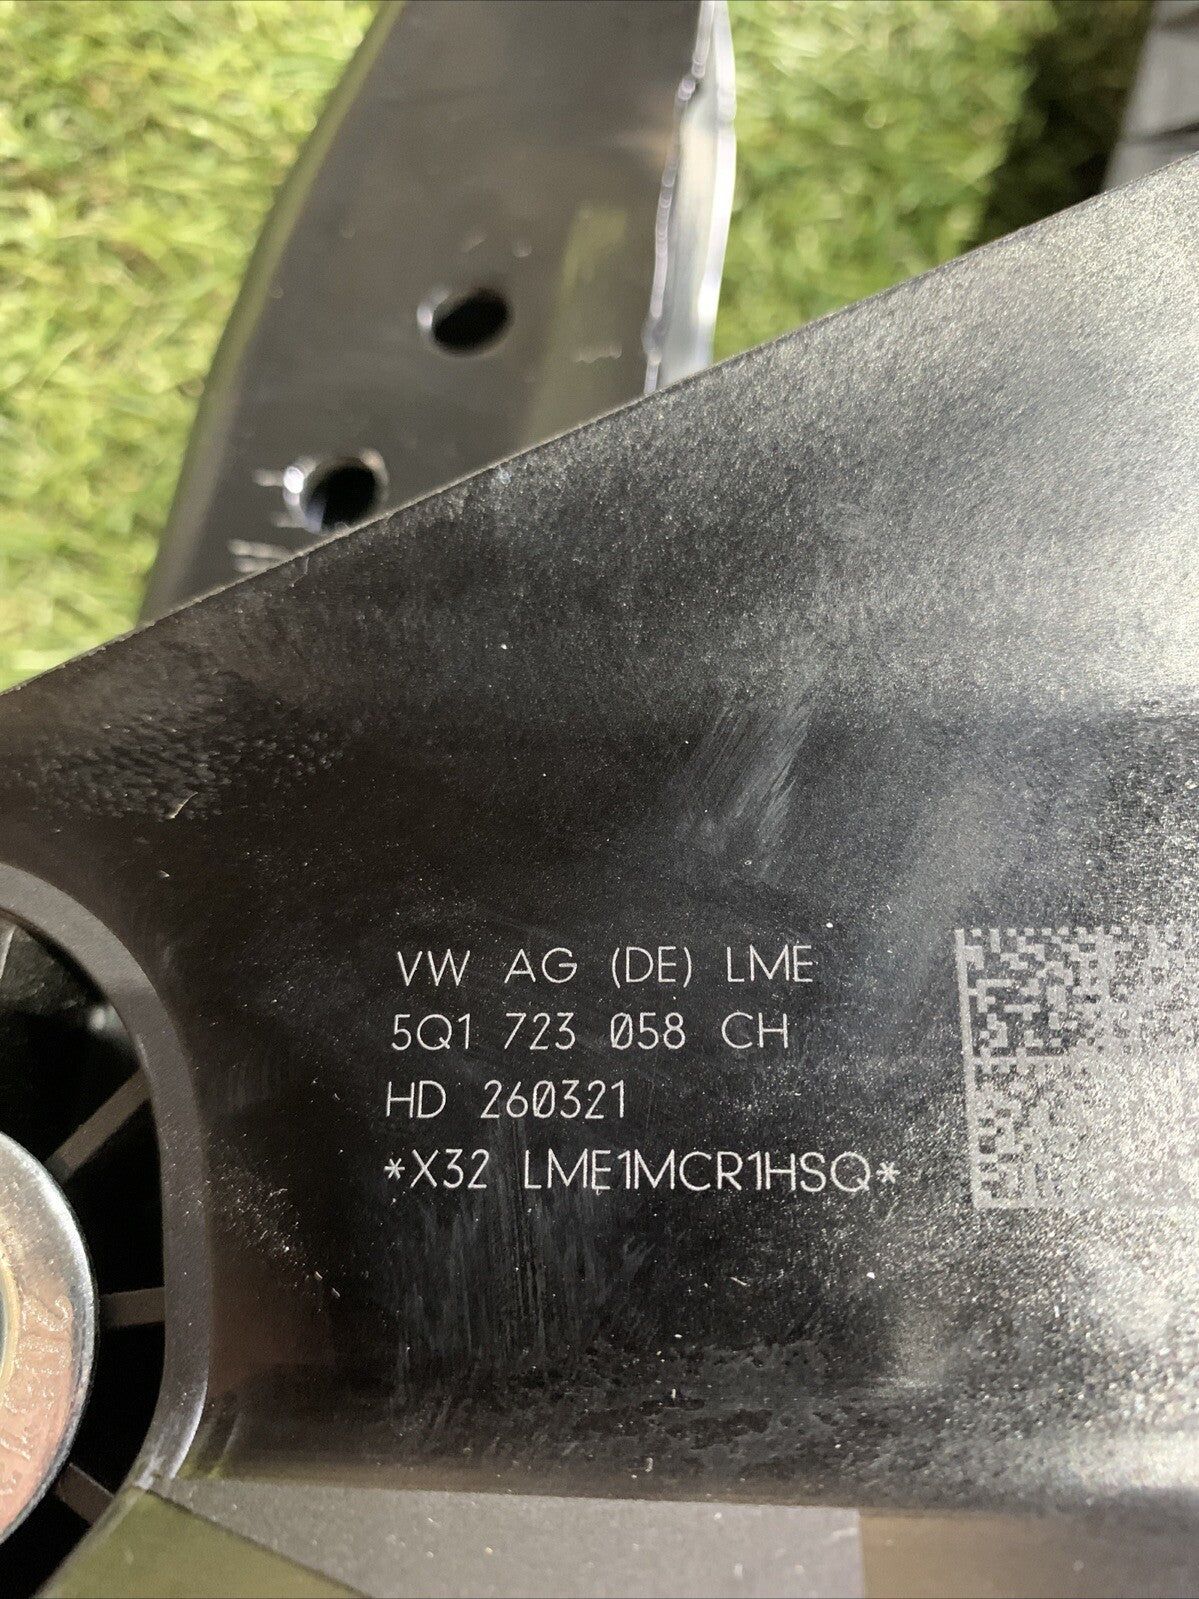 VW AG (DE) LME
5Q1 723 058 CH
HD 260321
*X32 LME1MCR1HSQ*